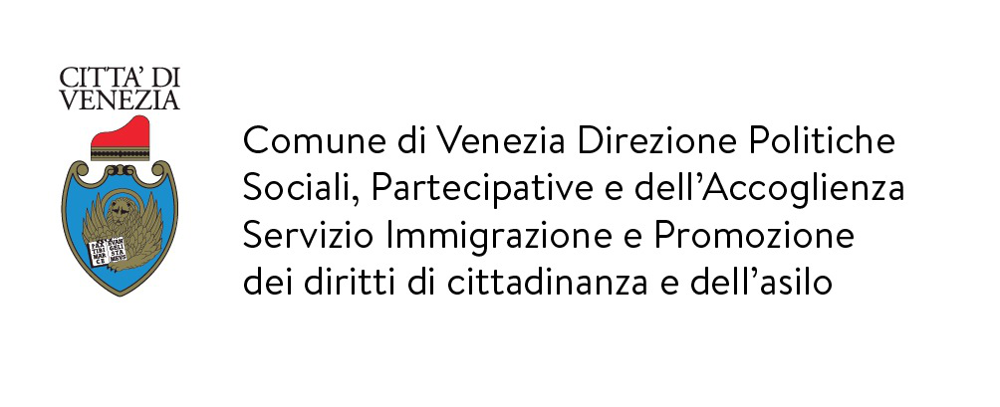 CITTA' DI
VENEZIA
Comune di Venezia Direzione Politiche
Sociali, Partecipative e dell'Accoglienza
Servizio Immigrazione e Promozione
dei diritti di cittadinanza e dell'asilo
PAX
TIBI
MAR
CE
EVAN
GELI
STA
MEVS